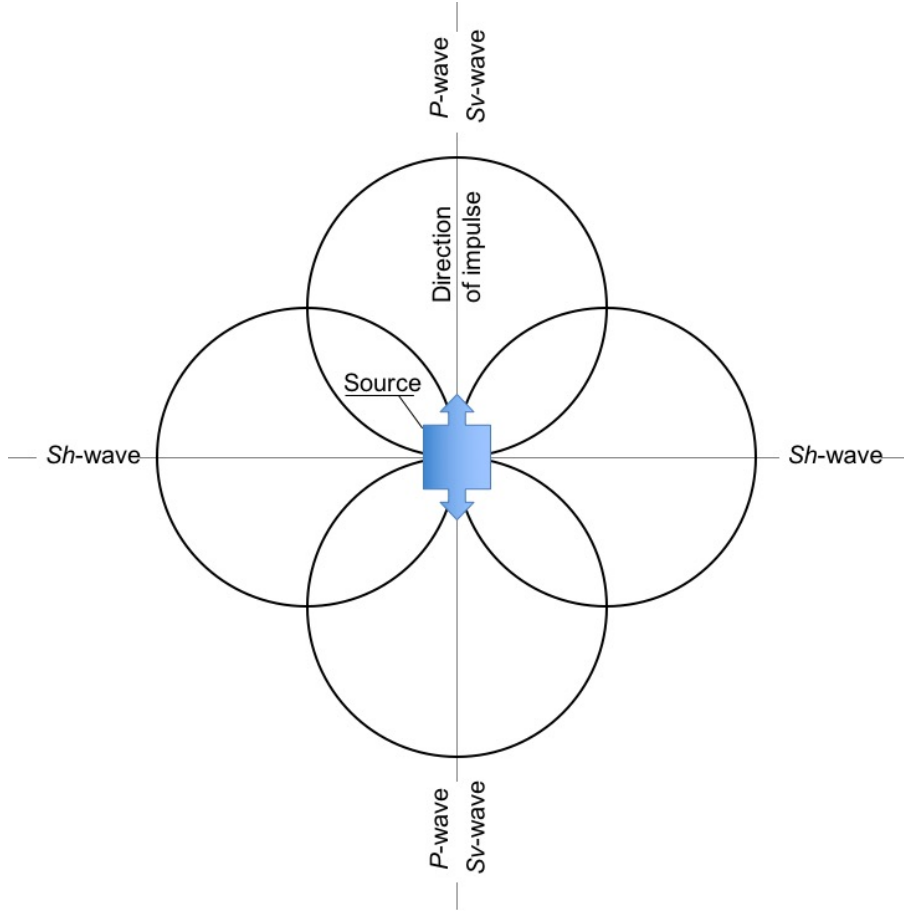 P-wave
Sv-wave
Direction
of impulse
Source
Sh-wave
Sh-wave
P-wave
Sv-wave